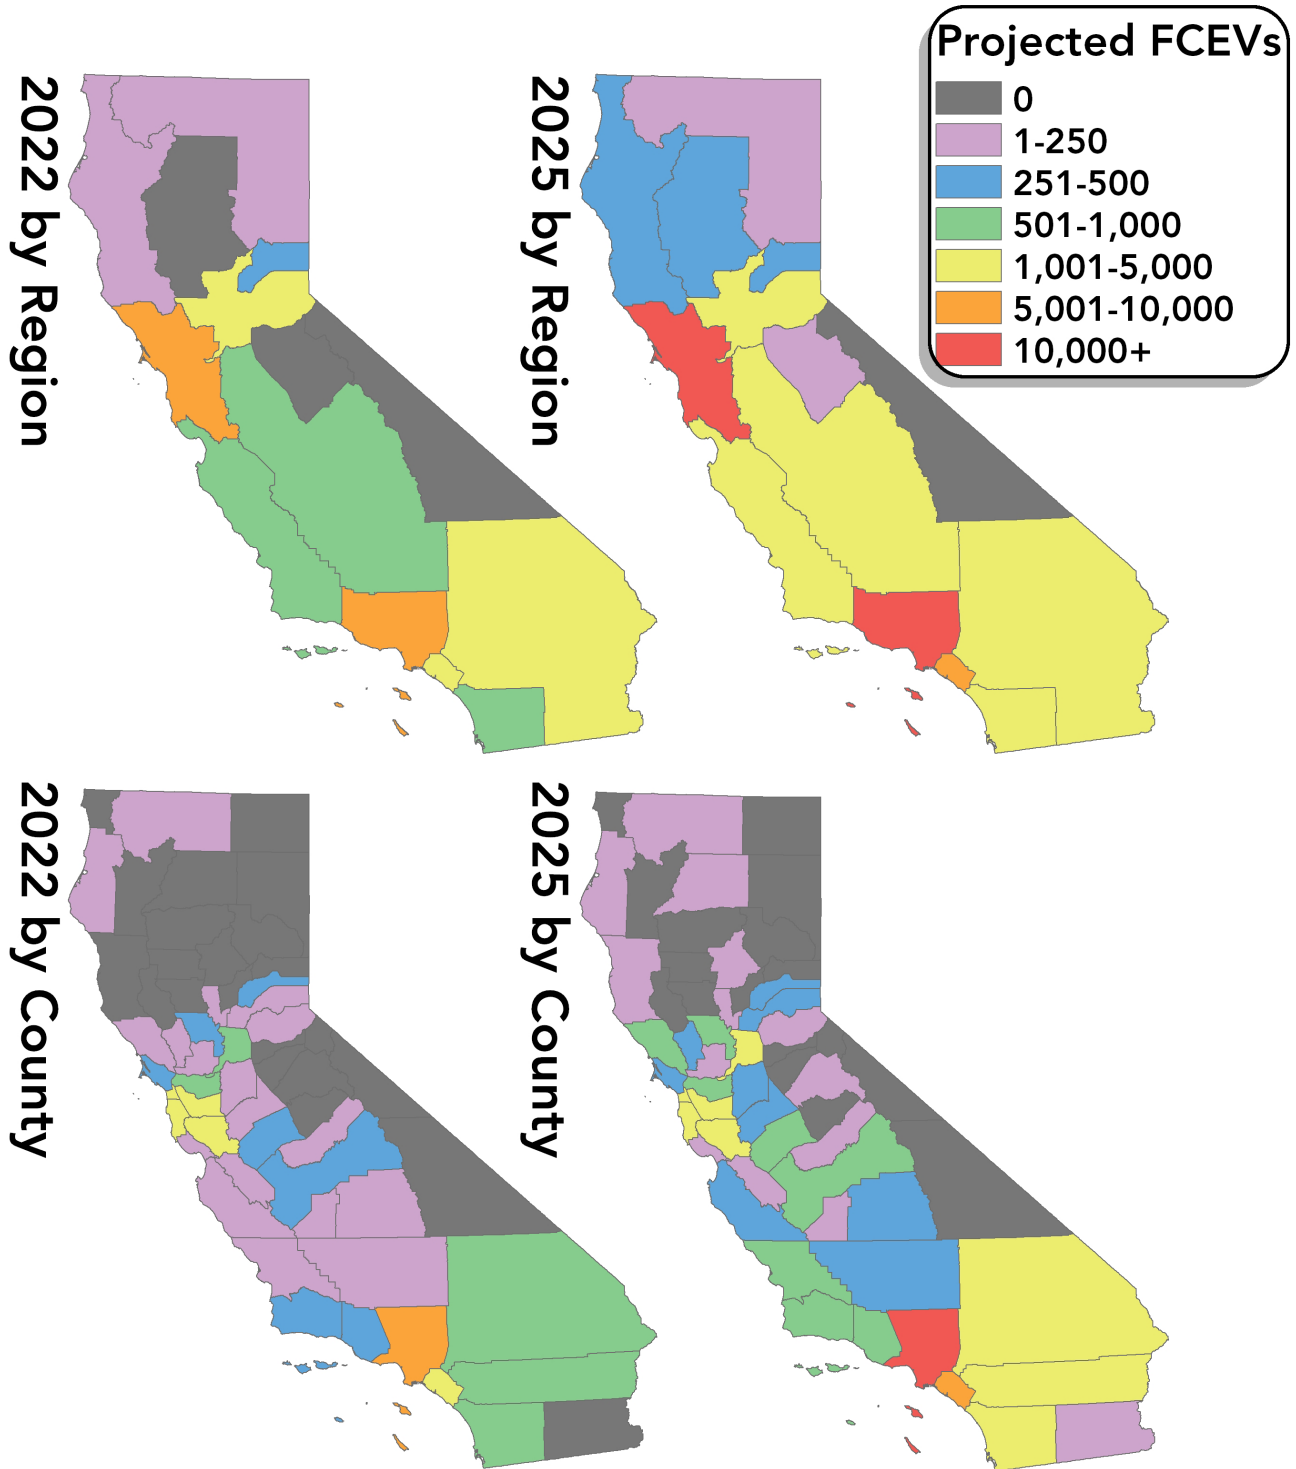 Projected FCEVs
0
1-250
251-500
501-1,000
1,001-5,000
5,001-10,000
10,000+
2022 by Region
2025 by Region
2022 by County
2025 by County